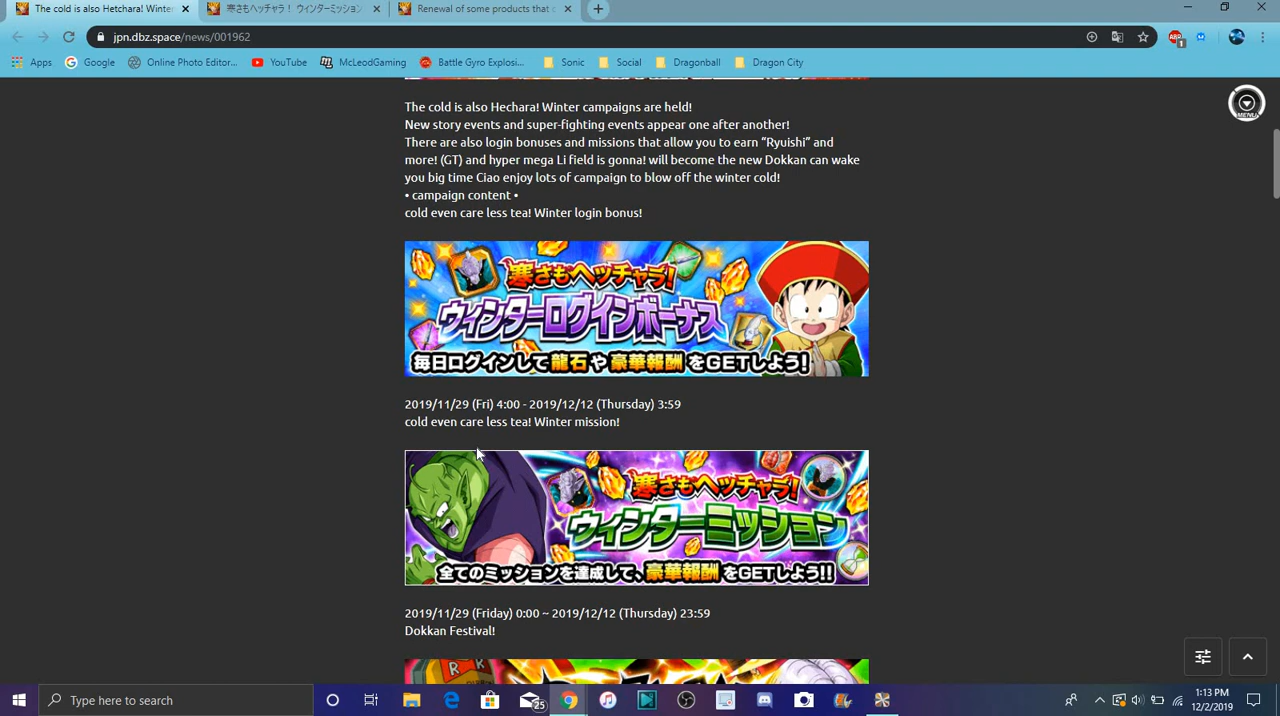 The cold is also Hetchara! Winter
寒さもヘッチャラ！ ウィンターミッション
Renewal of some products that c
jpn.dbz.space/news/001962
Apps
Google
Online Photo Editor...
YouTube
McLeodGaming
Battle Gyro Explosi...
Sonic
Social
Dragonball
Dragon City
The cold is also Hechara! Winter campaigns are held!
New story events and super-fighting events appear one after another!
There are also login bonuses and missions that allow you to earn “Ryuishi” and
more! (GT) and hyper mega Li field is gonna! will become the new Dokkan can wake
you big time Ciao enjoy lots of campaign to blow off the winter cold!
• campaign content •
cold even care less tea! Winter login bonus!
寒さもヘッチャラ!
ウィンターログインボーナス
毎日ログインして龍石や豪華報酬をGETしよう!
2019/11/29 (Fri) 4:00 - 2019/12/12 (Thursday) 3:59
cold even care less tea! Winter mission!
寒さもヘッチャラ!
ウィンターミッション
全てのミッションを達成して、豪華報酬をGETしよう!!
2019/11/29 (Friday) 0:00 ~ 2019/12/12 (Thursday) 23:59
Dokkan Festival!
R R
MENU
Type here to search
25
1:13 PM
12/2/2019